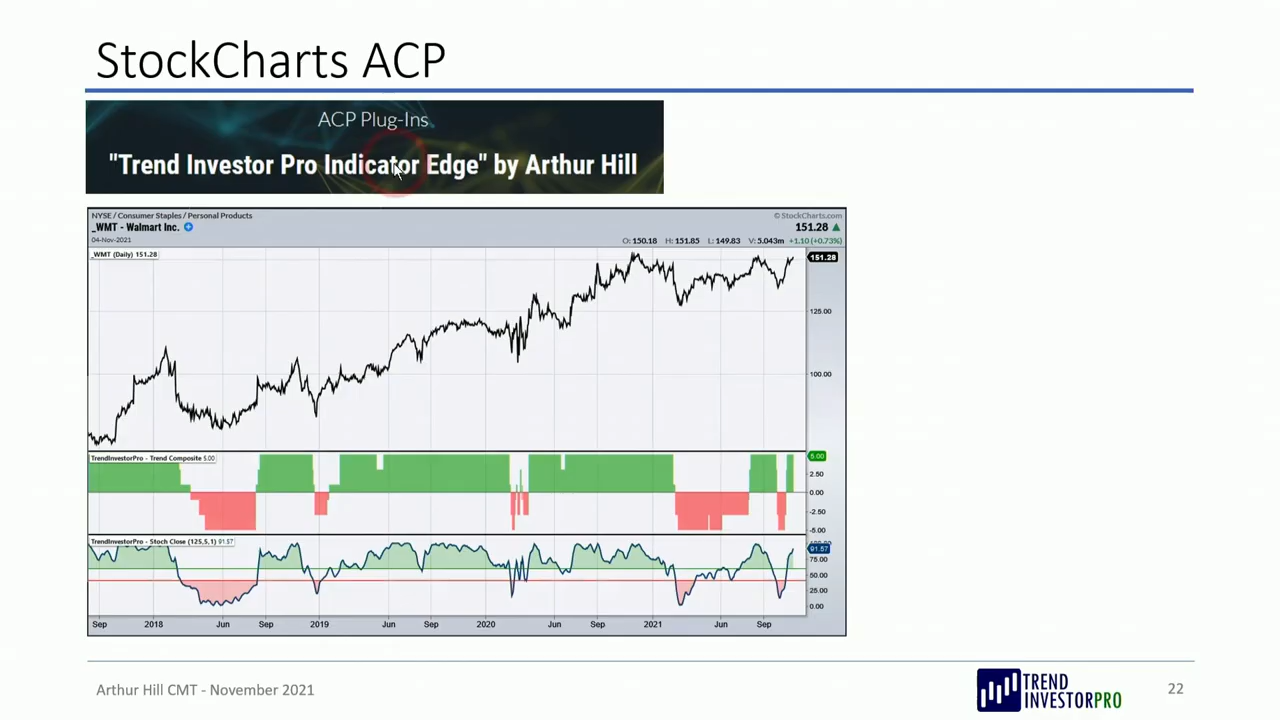 StockCharts ACP
ACP Plug-Ins
"Trend Investor Pro Indicator Edge" by Arthur Hill
NYSE / Consumer Staples / Personal Products
© StockCharts.com
_WMT - Walmart Inc.
151.28
04-Nov-2021
O: 150.18 H: 151.85 L: 149.83 V: 5.043m +1.10 (+0.73%)
_WMT (Daily) 151.28
151.28
125.00
100.00
TrendInvestorPro - Trend Composite 5.00
5.00
2.50
0.00
-2.50
-5.00
TrendInvestorPro - Stoch Close (125,5,1) 91.57
91.57
75.00
50.00
25.00
0.00
Sep 2018 Jun Sep 2019 Jun Sep 2020 Jun Sep 2021 Jun Sep
Arthur Hill CMT - November 2021
TREND
INVESTORPRO
22